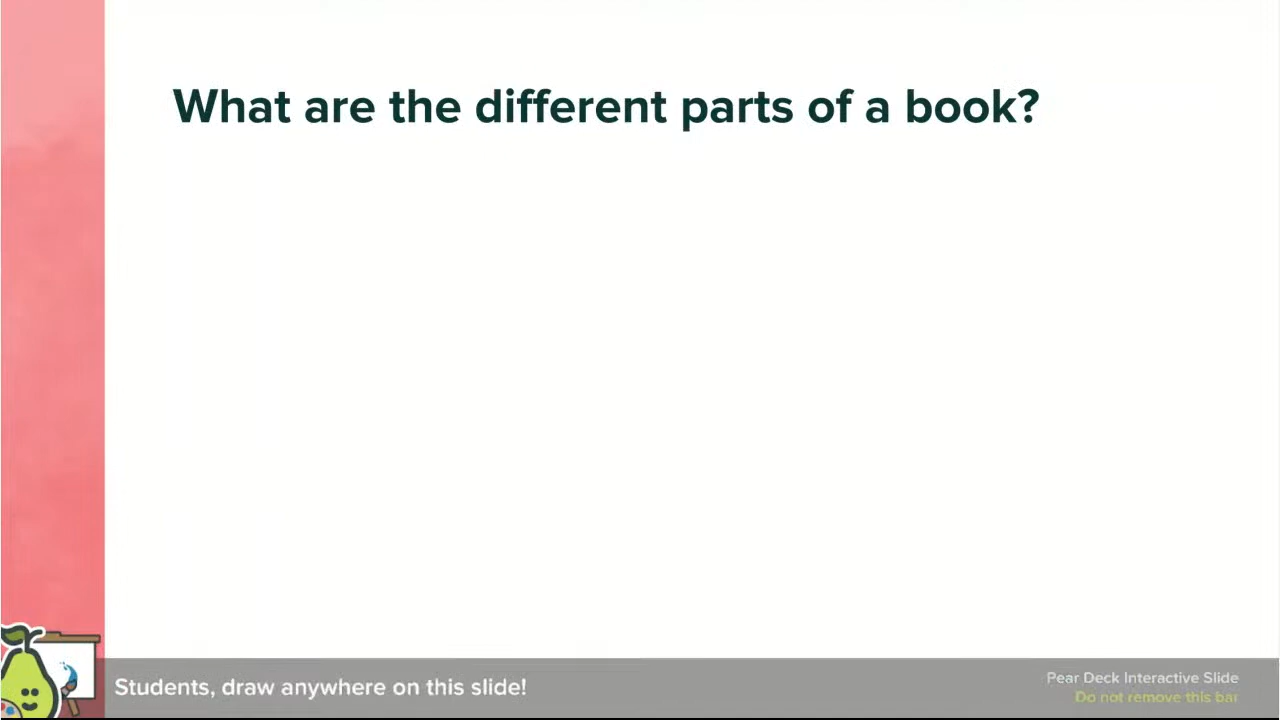 What are the different parts of a book?
Students, draw anywhere on this slide!
Pear Deck Interactive Slide
Do not remove this bar